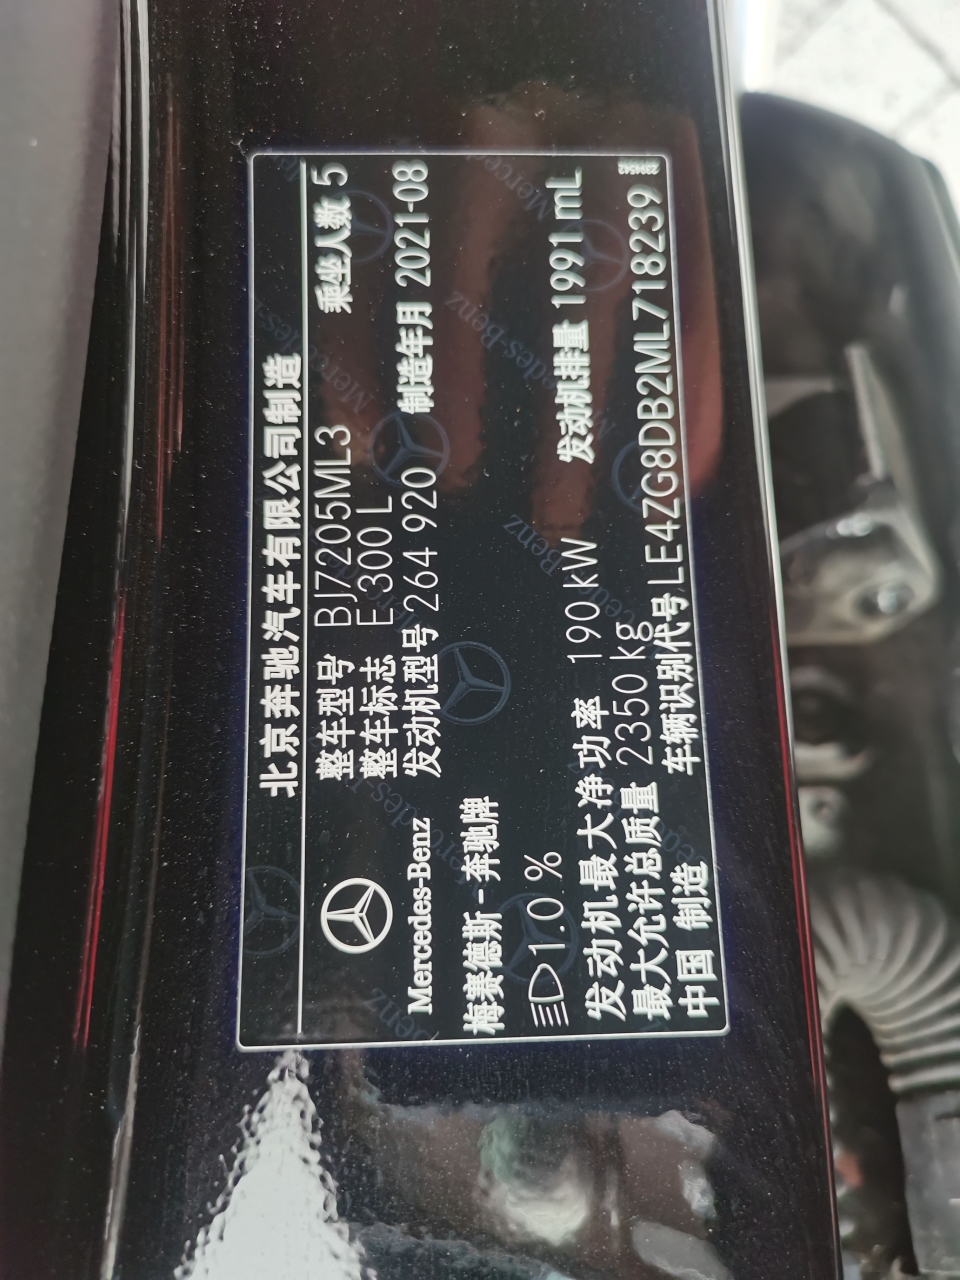 北京奔驰汽车有限公司制造
整车型号 BJ7205ML3 乘坐人数 5
整车标志 E 300 L
发动机型号 264 920 制造年月 2021-08
Mercedes-Benz
梅赛德斯-奔驰牌
1.0 %
发动机最大净功率 190 kW 发动机排量 1991 mL
最大允许总质量 2350 kg
中国 制造 车辆识别代号 LE4ZG8DB2ML718239
2394542